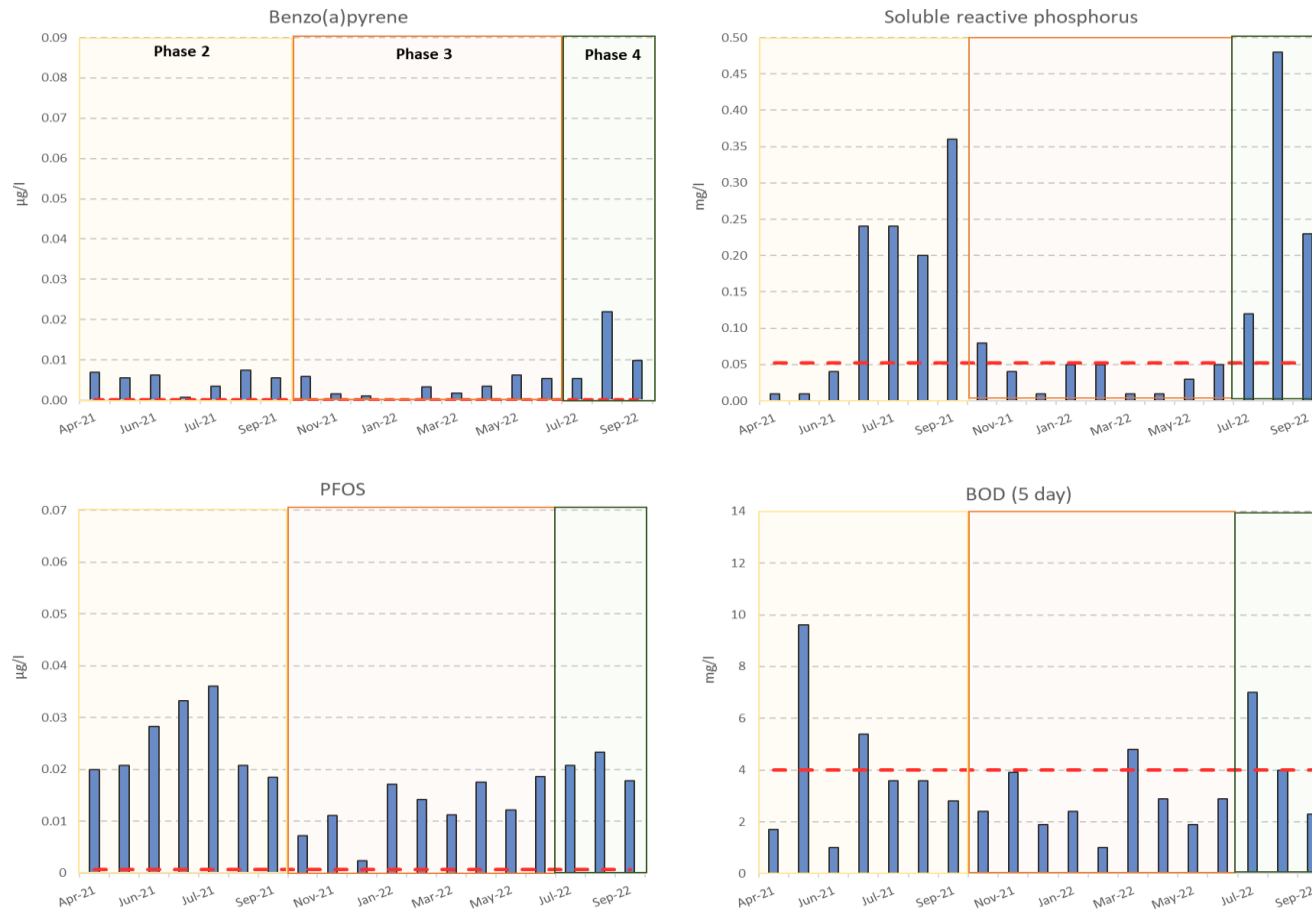 Benzo(a)pyrene
0.09
0.08
0.07
0.06
0.05
0.04
0.03
0.02
0.01
0.00
µg/l
Phase 2
Phase 3
Phase 4
Apr-21
Jun-21
Jul-21
Sep-21
Nov-21
Jan-22
Mar-22
May-22
Jul-22
Sep-22
Soluble reactive phosphorus
0.50
0.45
0.40
0.35
0.30
0.25
0.20
0.15
0.10
0.05
0.00
mg/l
Apr-21
Jun-21
Jul-21
Sep-21
Nov-21
Jan-22
Mar-22
May-22
Jul-22
Sep-22
PFOS
0.07
0.06
0.05
0.04
0.03
0.02
0.01
0
µg/l
Apr-21
Jun-21
Jul-21
Sep-21
Nov-21
Jan-22
Mar-22
May-22
Jul-22
Sep-22
BOD (5 day)
14
12
10
8
6
4
2
0
mg/l
Apr-21
Jun-21
Jul-21
Sep-21
Nov-21
Jan-22
Mar-22
May-22
Jul-22
Sep-22